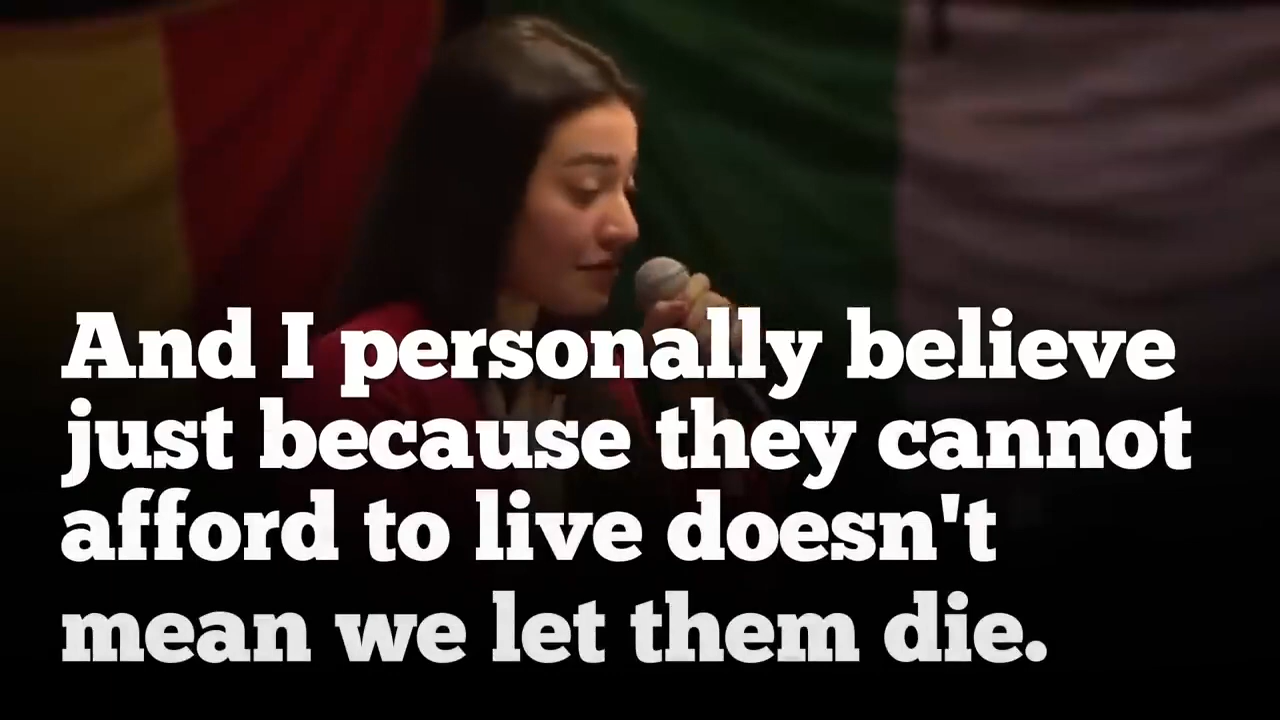 And I personally believe
just because they cannot
afford to live doesn't
mean we let them die.